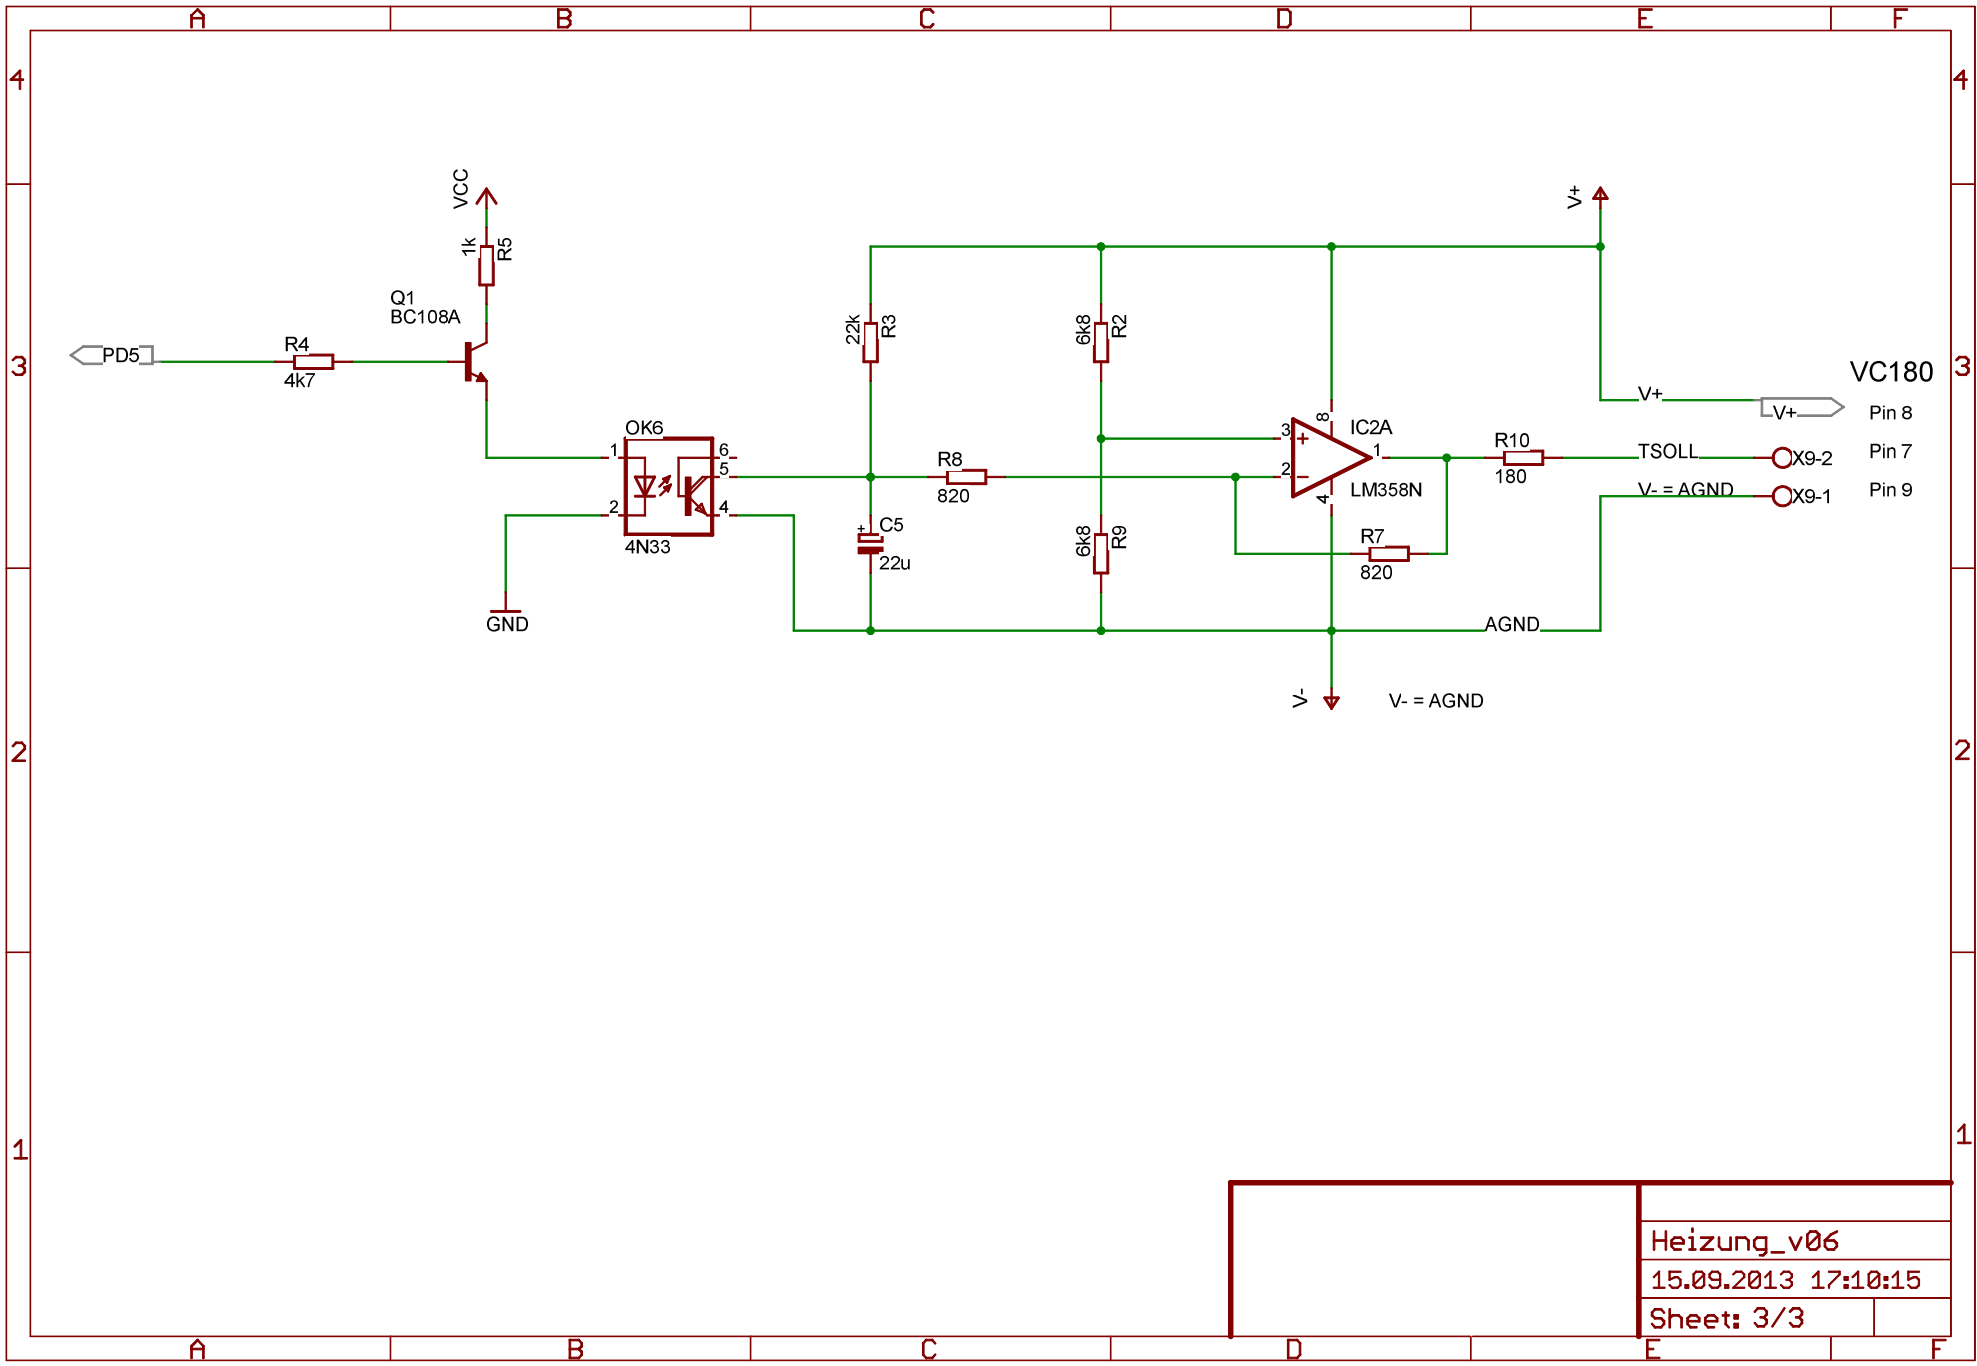 A B C D E F
4 4
VCC
1k
R5
V+
Q1
BC108A
22k
R3
6k8
R2
PD5
R4
4k7
3 3
VC180
V+
V+
Pin 8
OK6
8
IC2A
3
+
1
R10
TSOLL
X9-2
Pin 7
1
6
5
R8
2
-
2
4
+
C5
820
4
LM358N
180
V- = AGND
X9-1
Pin 9
4N33
22u
6k8
R9
R7
820
GND
AGND
V-
V- = AGND
2 2
1 1
Heizung_v06
15.09.2013 17:10:15
Sheet: 3/3
A B C D E F